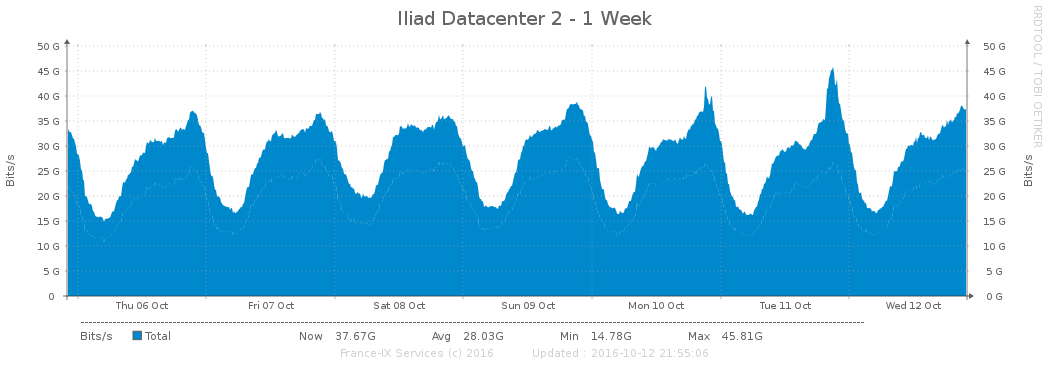 Iliad Datacenter 2 - 1 Week
RRDTOOL / TOBI OETIKER
50 G 50 G
45 G 45 G
40 G 40 G
35 G 35 G
30 G 30 G
25 G 25 G
20 G 20 G
15 G 15 G
10 G 10 G
5 G 5 G
0 0 G
Bits/s Bits/s
Thu 06 Oct Fri 07 Oct Sat 08 Oct Sun 09 Oct Mon 10 Oct Tue 11 Oct Wed 12 Oct
Bits/s Total Now 37.67G Avg 28.03G Min 14.78G Max 45.81G
France-IX Services (c) 2016 Updated : 2016-10-12 21:55:06